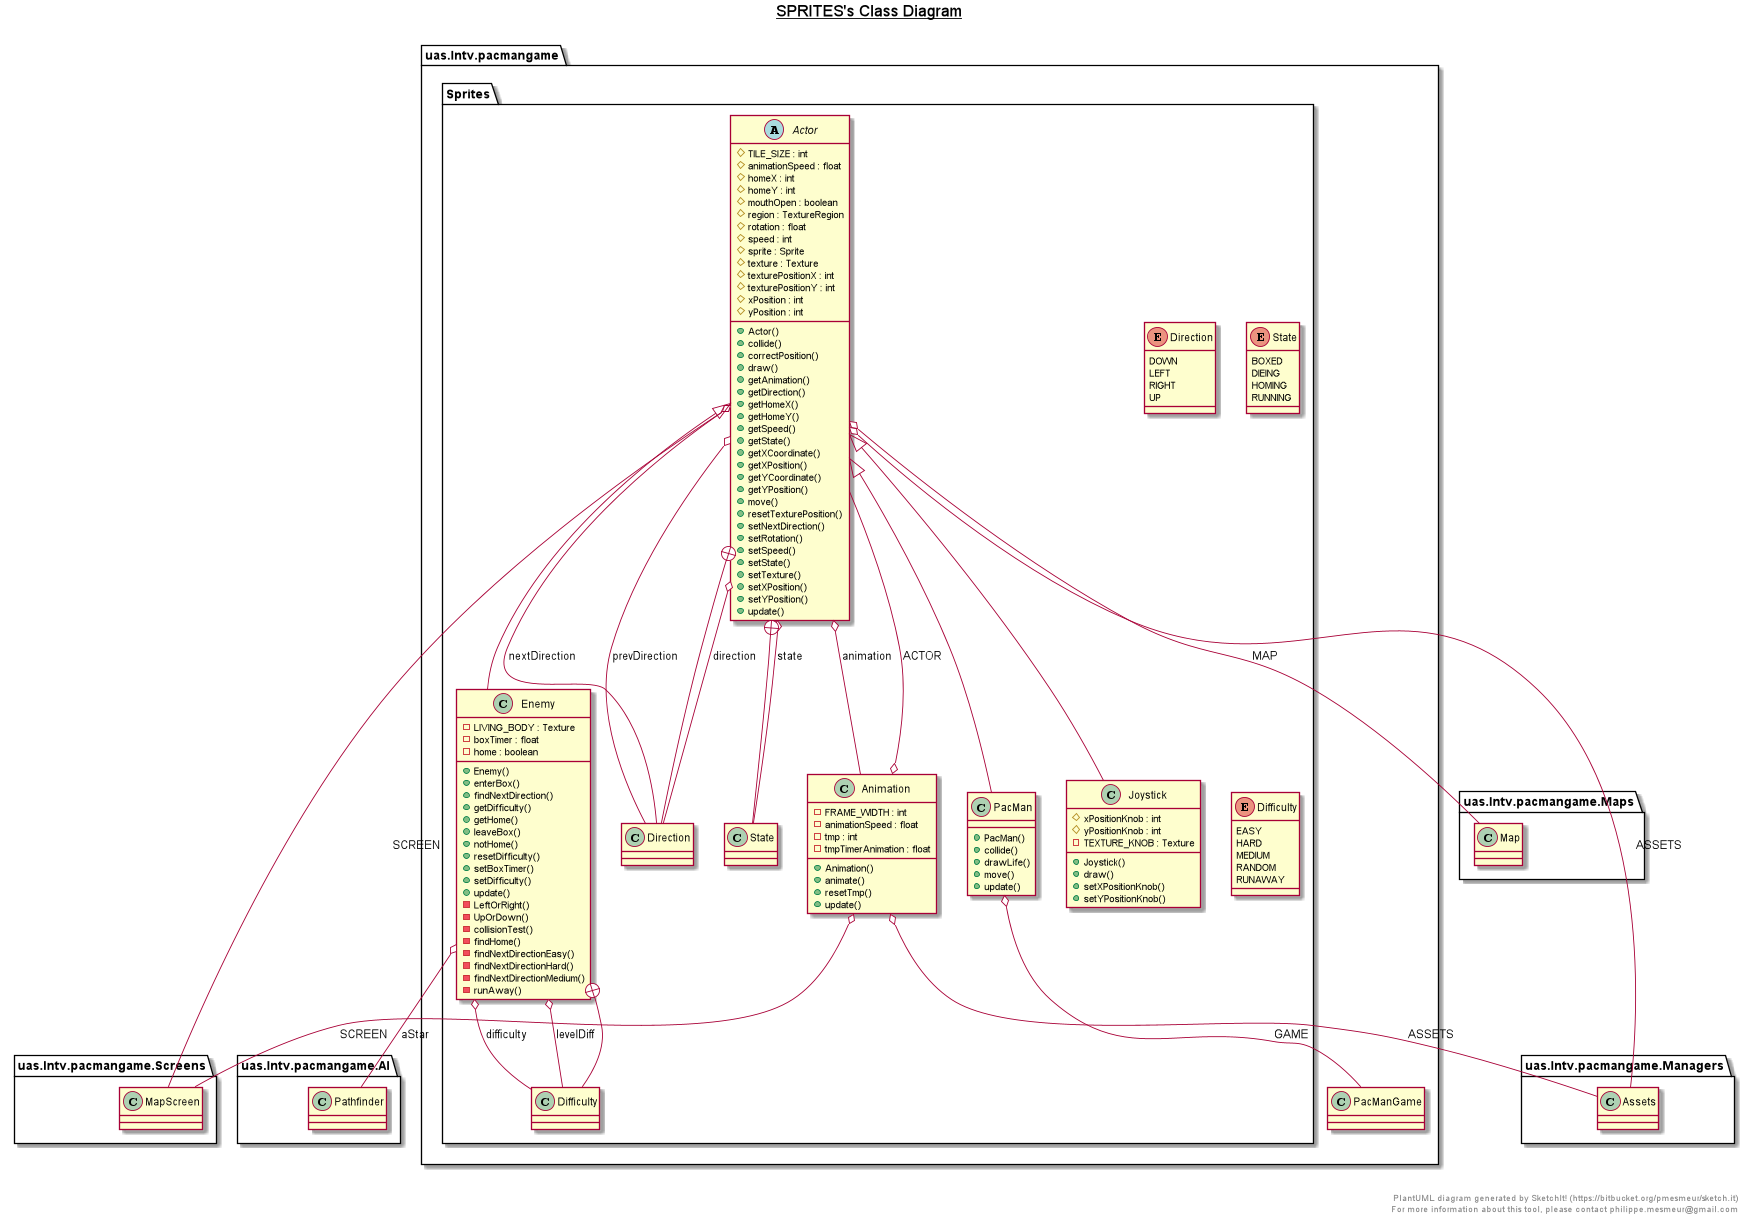 SPRITES's Class Diagram
uas.lntv.pacmangame
Sprites
A Actor
TILE_SIZE : int
animationSpeed : float
homeX : int
homeY : int
mouthOpen : boolean
region : TextureRegion
rotation : float
speed : int
sprite : Sprite
texture : Texture
texturePositionX : int
texturePositionY : int
xPosition : int
yPosition : int
Actor()
collide()
correctPosition()
draw()
getAnimation()
getDirection()
getHomeX()
getHomeY()
getSpeed()
getState()
getXCoordinate()
getXPosition()
getYCoordinate()
getYPosition()
move()
resetTexturePosition()
setNextDirection()
setRotation()
setSpeed()
setState()
setTexture()
setXPosition()
setYPosition()
update()
E Direction
DOWN
LEFT
RIGHT
UP
E State
BOXED
DIEING
HOMING
RUNNING
nextDirection
prevDirection
direction
state
animation
ACTOR
MAP
C Enemy
LIVING_BODY : Texture
boxTimer : float
home : boolean
Enemy()
enterBox()
findNextDirection()
getDifficulty()
getHome()
leaveBox()
notHome()
resetDifficulty()
setBoxTimer()
setDifficulty()
update()
LeftOrRight()
UpOrDown()
collisionTest()
findHome()
findNextDirectionEasy()
findNextDirectionHard()
findNextDirectionMedium()
runAway()
SCREEN
C Direction
C State
C Animation
FRAME_WIDTH : int
animationSpeed : float
tmp : int
tmpTimerAnimation : float
Animation()
animate()
resetTmp()
update()
C PacMan
PacMan()
collide()
drawLife()
move()
update()
C Joystick
xPositionKnob : int
yPositionKnob : int
TEXTURE_KNOB : Texture
Joystick()
draw()
setXPositionKnob()
setYPositionKnob()
E Difficulty
EASY
HARD
MEDIUM
RANDOM
RUNAWAY
uas.lntv.pacmangame.Maps
C Map
ASSETS
SCREEN
aStar
difficulty
levelDiff
GAME
ASSETS
uas.lntv.pacmangame.Screens
C MapScreen
uas.lntv.pacmangame.AI
C Pathfinder
C Difficulty
C PacManGame
uas.lntv.pacmangame.Managers
C Assets
PlantUML diagram generated by SketchIt! (https://bitbucket.org/pmesmeur/sketch.it)
For more information about this tool, please contact philippe.mesmeur@gmail.com